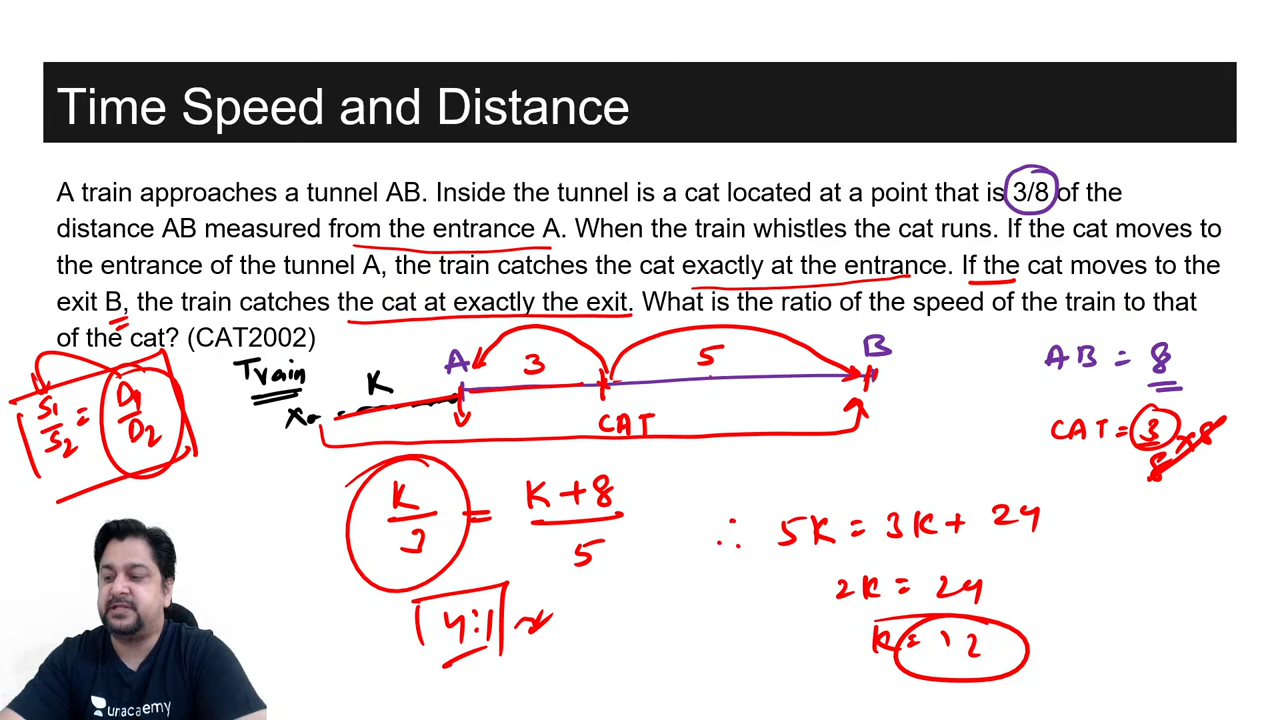 Time Speed and Distance
A train approaches a tunnel AB. Inside the tunnel is a cat located at a point that is 3/8 of the
distance AB measured from the entrance A. When the train whistles the cat runs. If the cat moves to
the entrance of the tunnel A, the train catches the cat exactly at the entrance. If the cat moves to the
exit B, the train catches the cat at exactly the exit. What is the ratio of the speed of the train to that
of the cat? (CAT2002)
Train
K
A
3
5
B
CAT
AB = 8
CAT = 3/8 × 8
S1/S2 = D1/D2
K/3 = K+8/5
∴ 5K = 3K + 24
2K = 24
K = 12
4:1
unacademy